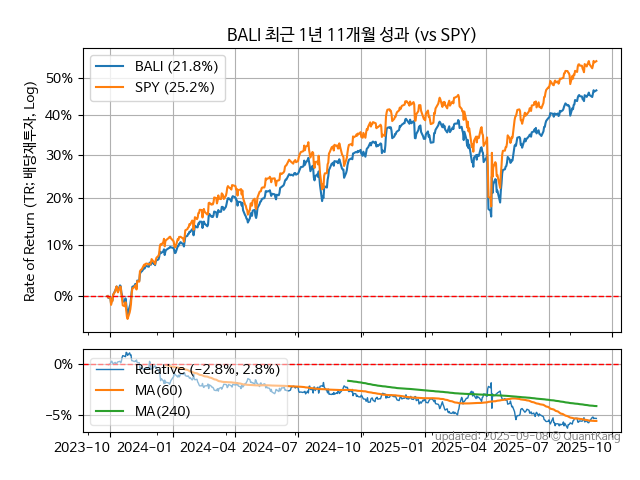 BALI 최근 1년 11개월 성과 (vs SPY)
BALI (21.8%)
SPY (25.2%)
50%
40%
30%
20%
10%
0%
Rate of Return (TR: 배당재투자, Log)
Relative (−2.8%, 2.8%)
MA(60)
MA(240)
0%
−5%
updated: 2025-09-08 © QuantKang
2023-10 2024-01 2024-04 2024-07 2024-10 2025-01 2025-04 2025-07 2025-10